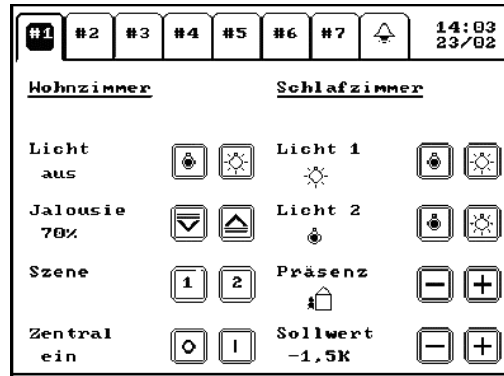 #1 #2 #3 #4 #5 #6 #7 14:03
23/02
Wohnzimmer Schlafzimmer
Licht Licht 1
aus
Jalousie Licht 2
70%
Szene 1 2 Präsenz
Zentral O I Sollwert
ein -1,5K